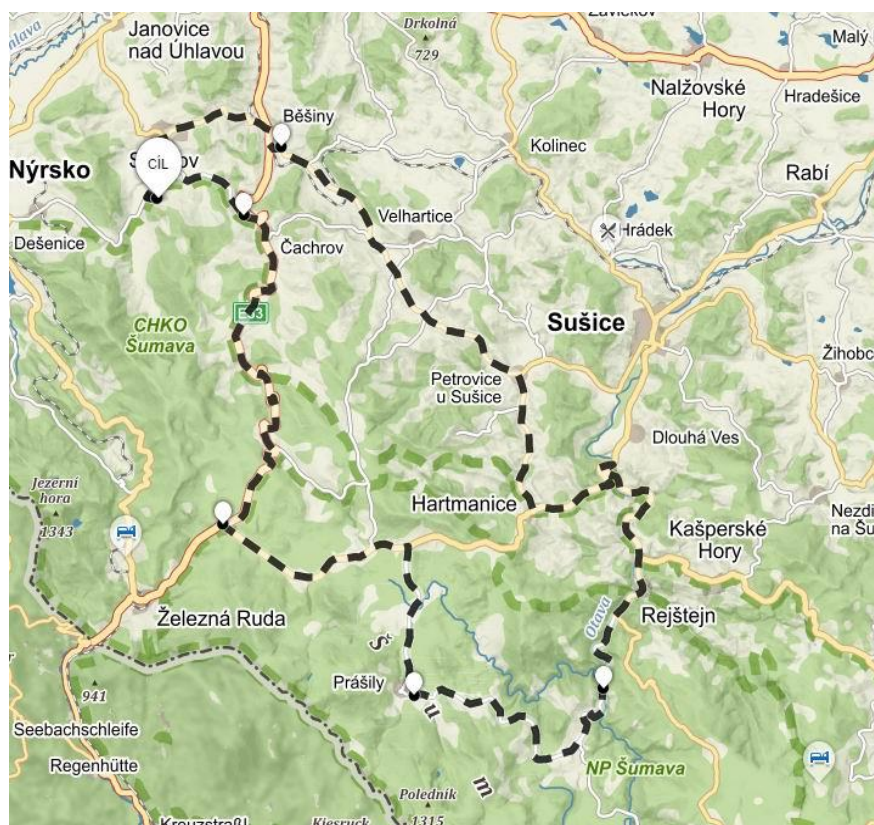 Janovice
nad Úhlavou
Drkolná
729
Nalžovské
Hory
Malý
Hradešice
Běšiny
Kolinec
CÍL
Nýrsko
Rabí
Velhartice
Hrádek
Dešenice
Čachrov
E53
CHKO
Šumava
Sušice
Žihobc
Petrovice
u Sušice
Dlouhá Ves
Jezerní
hora
1343
Hartmanice
Nezdi
na Šu
Kašperské
Hory
Železná Ruda
Otava
Rejštejn
Š
Prášily
u
941
Seebachschleife
NP Šumava
m
Regenhütte
Poledník
1315